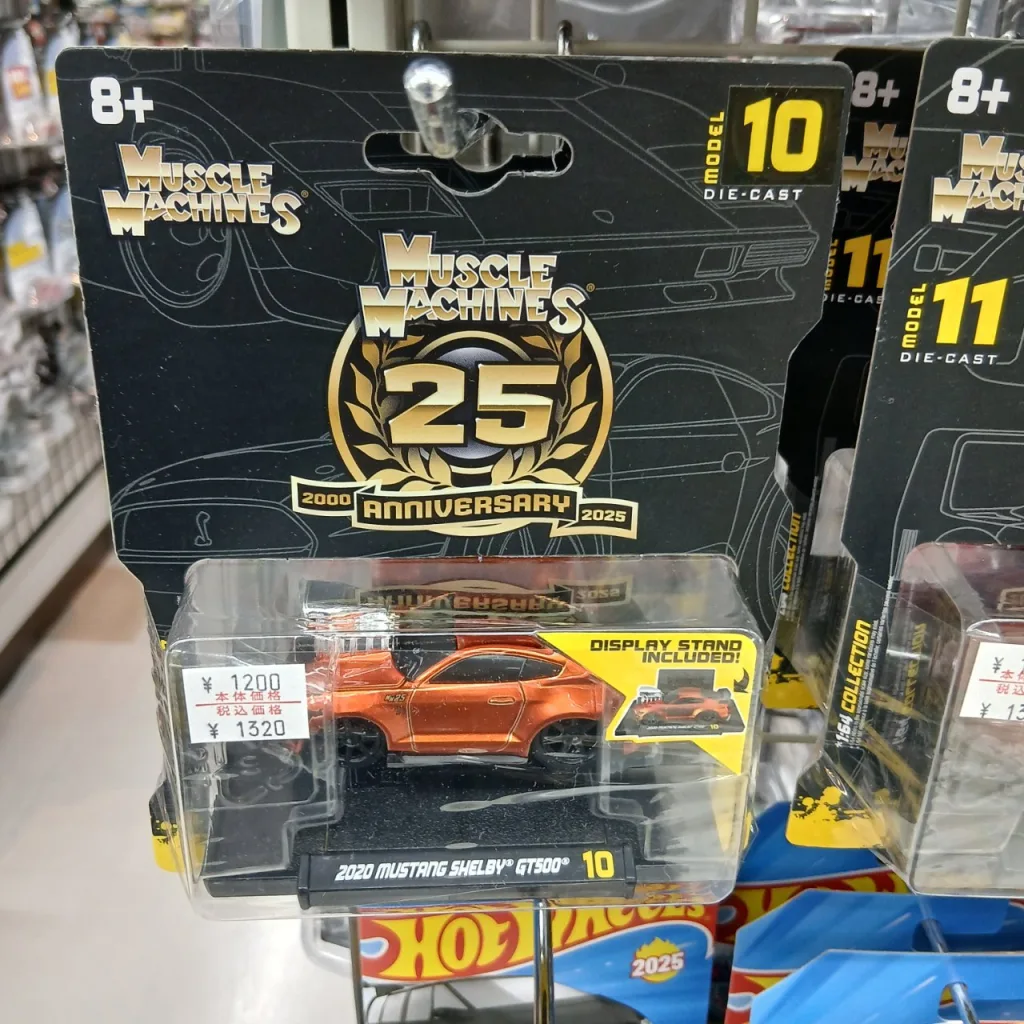 8+
MUSCLE
MACHINES®
MODEL 10
DIE-CAST
MUSCLE
MACHINES®
25
2000 ANNIVERSARY 2025
DISPLAY STAND
INCLUDED!
¥ 1200
本体価格
税込価格
¥ 1320
2020 MUSTANG SHELBY® GT500® 10
HOT WHEELS
2025
8+
MODEL 11
DIE-CAST
8+
MODEL 11
DIE-CAST
1:64 COLLECTION
COLLECTION